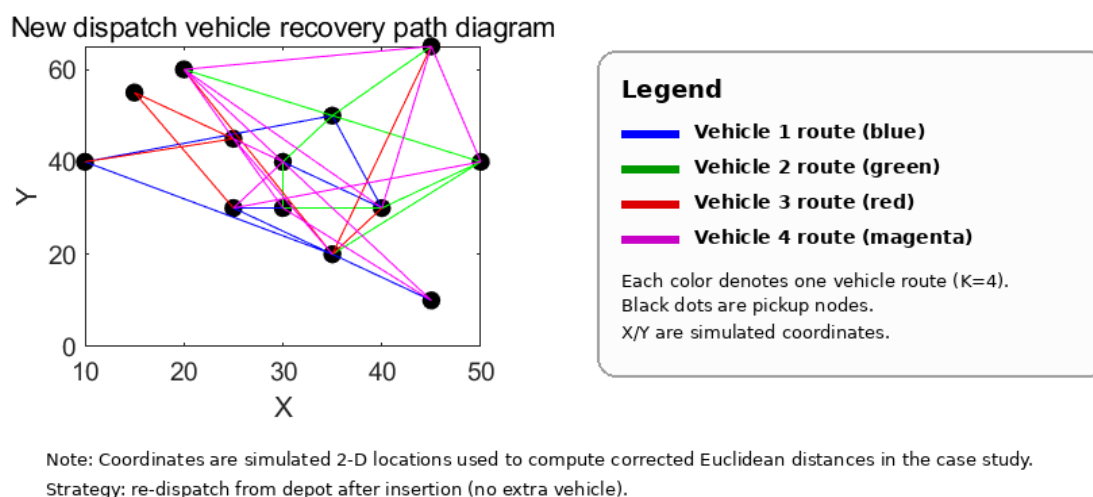 New dispatch vehicle recovery path diagram
60
40
20
0
10
20
30
40
50
Y
X
Legend
Vehicle 1 route (blue)
Vehicle 2 route (green)
Vehicle 3 route (red)
Vehicle 4 route (magenta)
Each color denotes one vehicle route (K=4).
Black dots are pickup nodes.
X/Y are simulated coordinates.
Note: Coordinates are simulated 2-D locations used to compute corrected Euclidean distances in the case study.
Strategy: re-dispatch from depot after insertion (no extra vehicle).